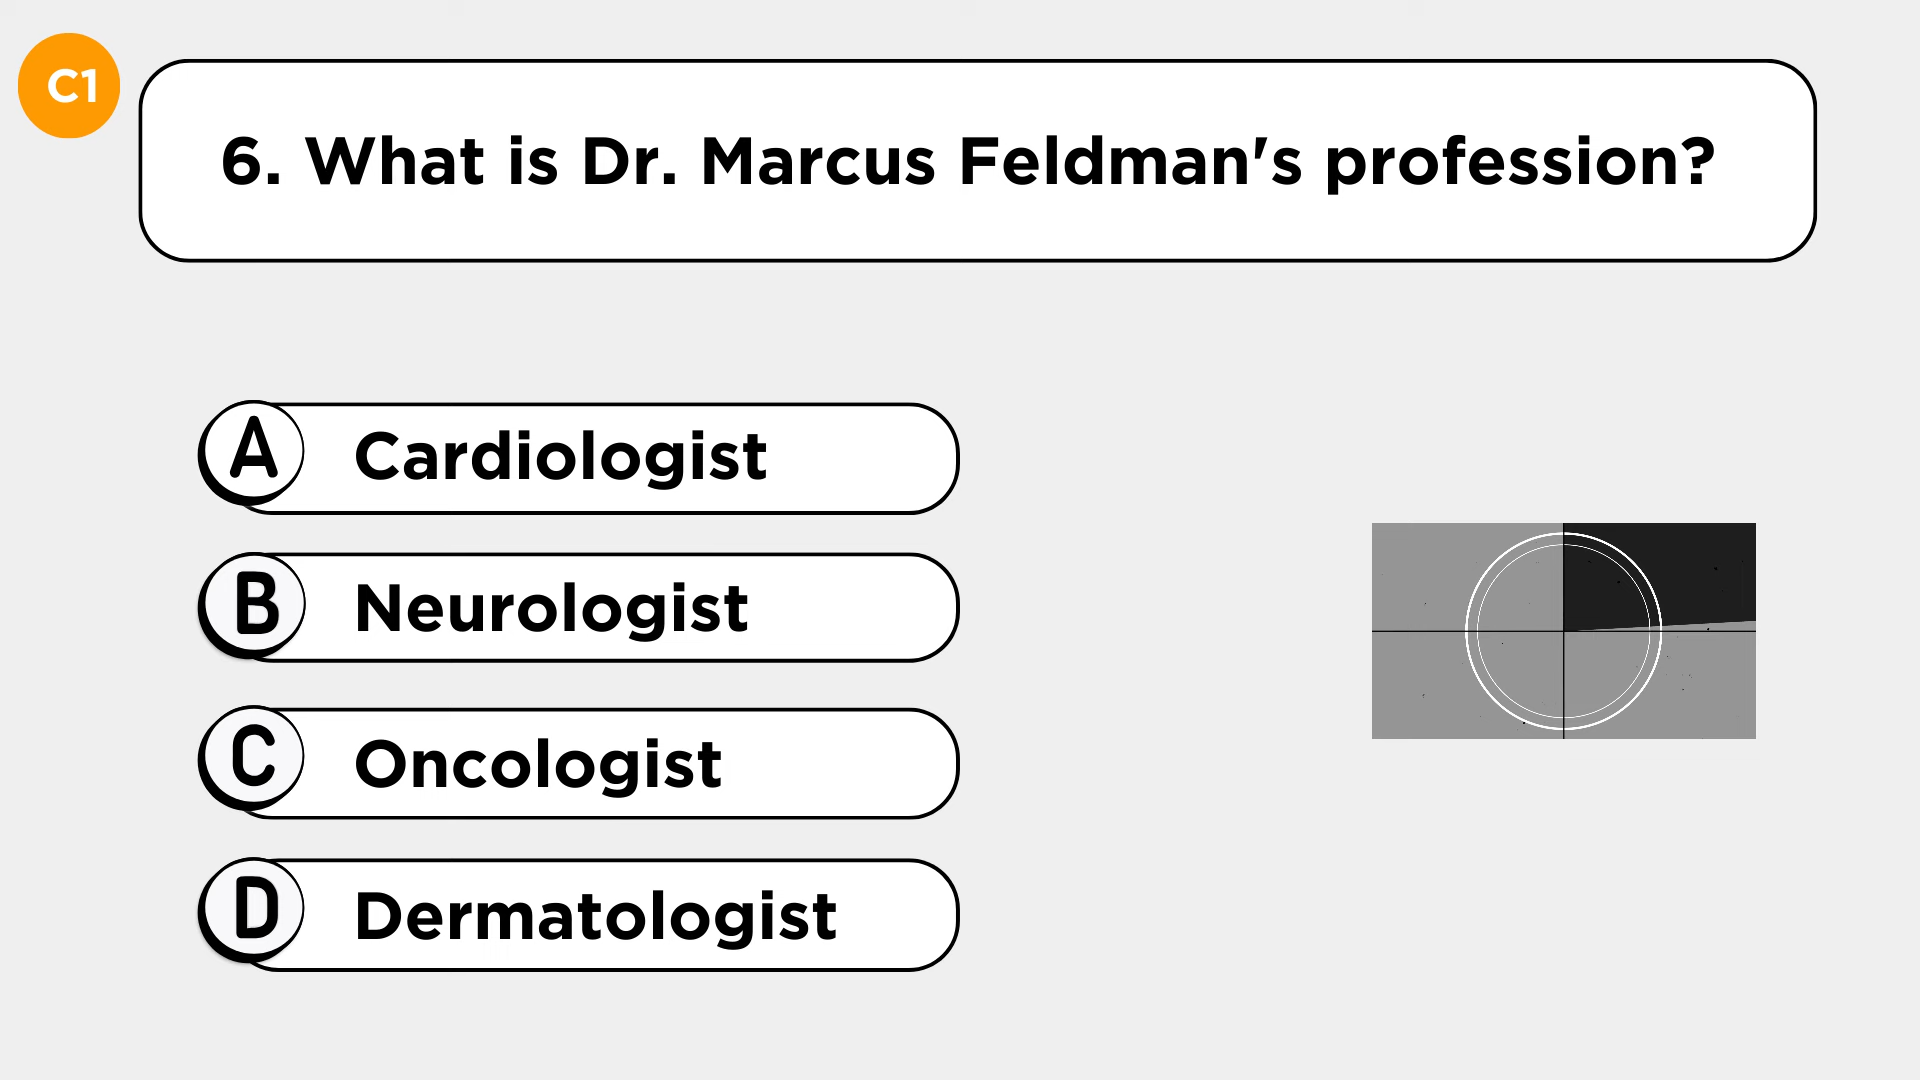 C1
6. What is Dr. Marcus Feldman's profession?
A Cardiologist
B Neurologist
C Oncologist
D Dermatologist